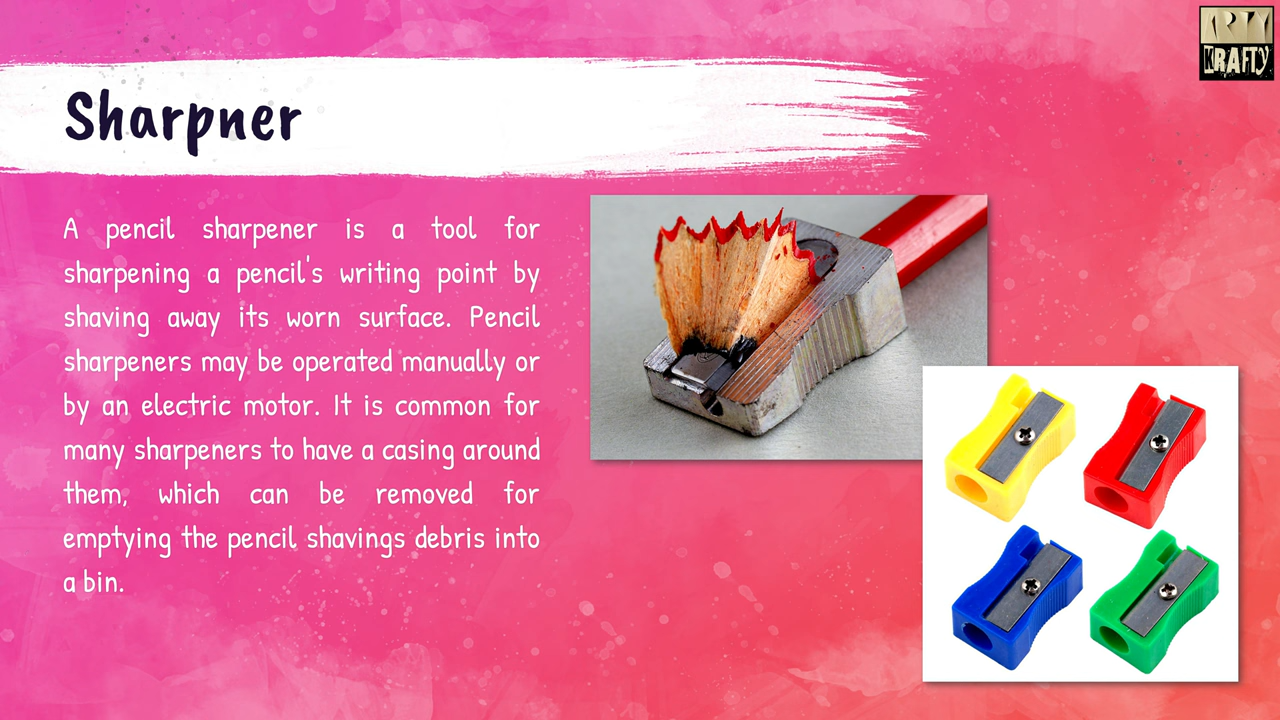 ARTY
KRAFTY
Sharpner
A pencil sharpener is a tool for
sharpening a pencil's writing point by
shaving away its worn surface. Pencil
sharpeners may be operated manually or
by an electric motor. It is common for
many sharpeners to have a casing around
them, which can be removed for
emptying the pencil shavings debris into
a bin.